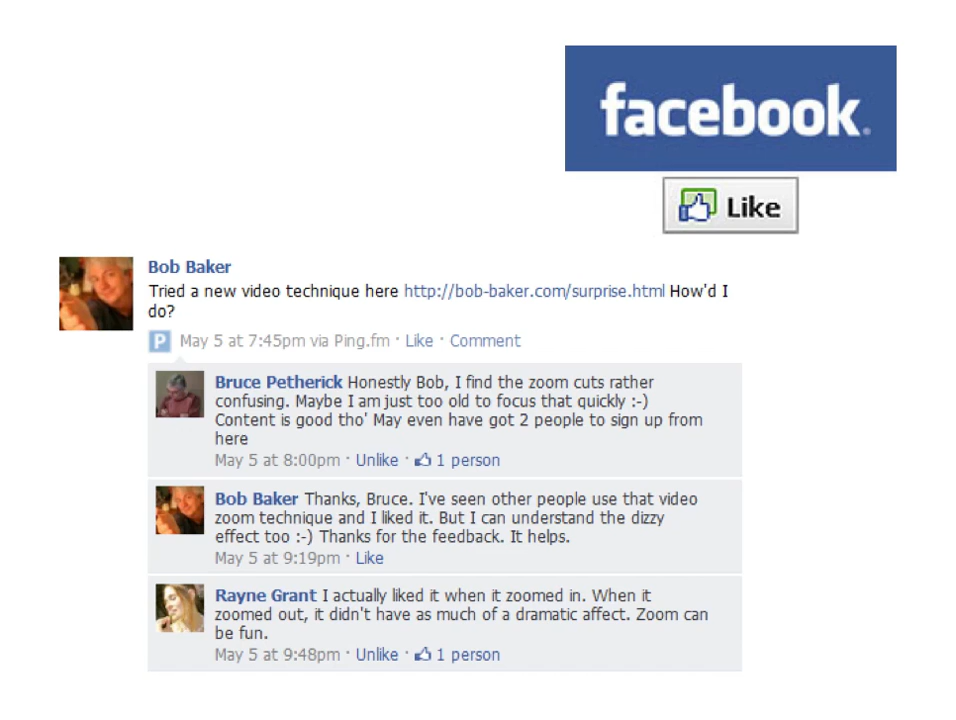 facebook.
Like
Bob Baker
Tried a new video technique here http://bob-baker.com/surprise.html How'd I
do?
P May 5 at 7:45pm via Ping.fm · Like · Comment
Bruce Petherick Honestly Bob, I find the zoom cuts rather
confusing. Maybe I am just too old to focus that quickly :-)
Content is good tho' May even have got 2 people to sign up from
here
May 5 at 8:00pm · Unlike · 1 person
Bob Baker Thanks, Bruce. I've seen other people use that video
zoom technique and I liked it. But I can understand the dizzy
effect too :-) Thanks for the feedback. It helps.
May 5 at 9:19pm · Like
Rayne Grant I actually liked it when it zoomed in. When it
zoomed out, it didn't have as much of a dramatic affect. Zoom can
be fun.
May 5 at 9:48pm · Unlike · 1 person